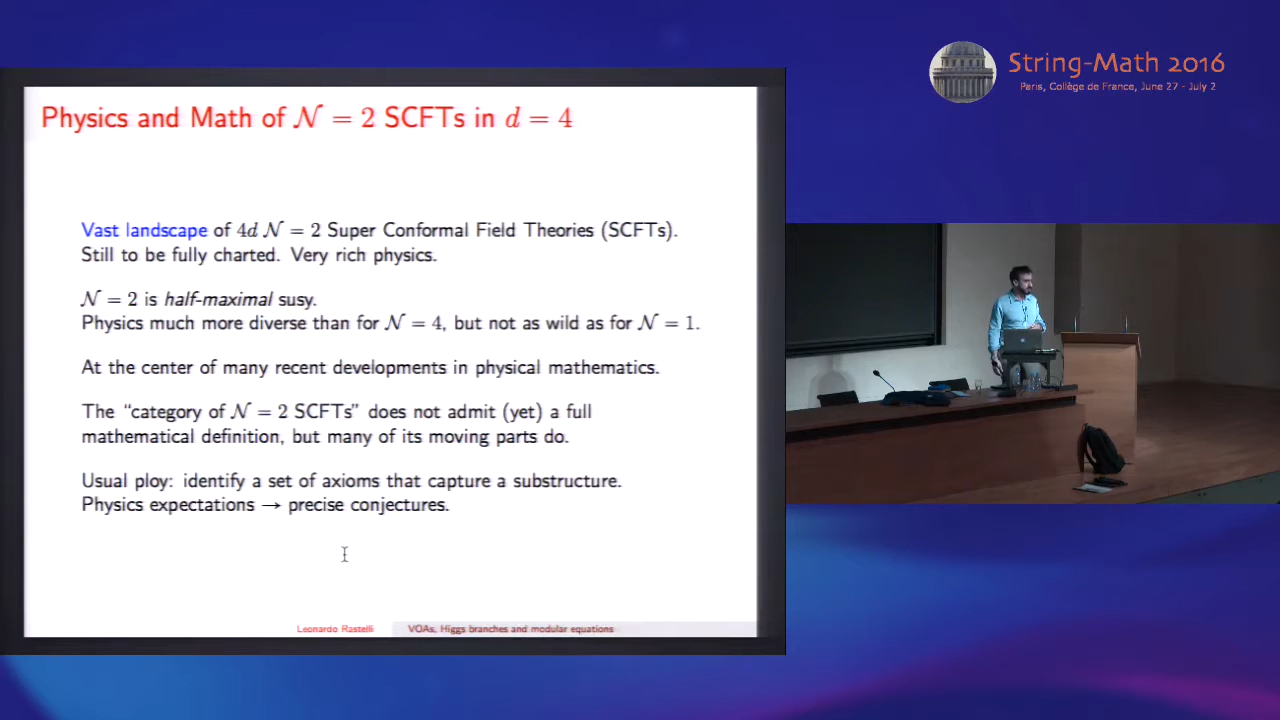 String-Math 2016
Paris, Collège de France, June 27 - July 2
Physics and Math of 𝒩 = 2 SCFTs in d = 4
Vast landscape of 4d 𝒩 = 2 Super Conformal Field Theories (SCFTs).
Still to be fully charted. Very rich physics.
𝒩 = 2 is half-maximal susy.
Physics much more diverse than for 𝒩 = 4, but not as wild as for 𝒩 = 1.
At the center of many recent developments in physical mathematics.
The “category of 𝒩 = 2 SCFTs” does not admit (yet) a full
mathematical definition, but many of its moving parts do.
Usual ploy: identify a set of axioms that capture a substructure.
Physics expectations → precise conjectures.
Leonardo Rastelli VOAs, Higgs branches and modular equations